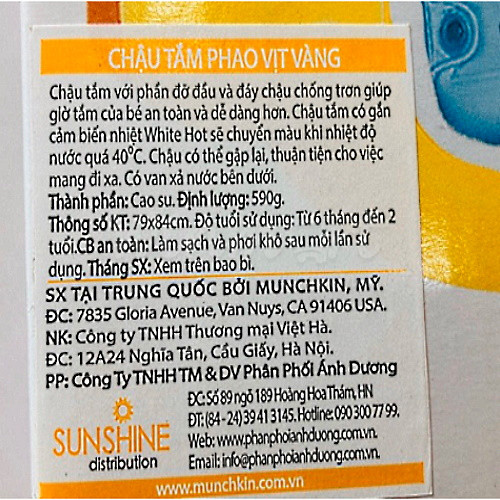 CHẬU TẮM PHAO VỊT VÀNG
Chậu tắm với phần đỡ đầu và đáy chậu chống trơn giúp
giờ tắm của bé an toàn và dễ dàng hơn. Chậu tắm có gắn
cảm biến nhiệt White Hot sẽ chuyển màu khi nhiệt độ
nước quá 40°C. Chậu có thể gập lại, thuận tiện cho việc
mang đi xa. Có van xả nước bên dưới.
Thành phần: Cao su. Định lượng: 590g.
Thông số KT: 79x84cm. Độ tuổi sử dụng: Từ 6 tháng đến 2
tuổi.CB an toàn: Làm sạch và phơi khô sau mỗi lần sử
dụng. Tháng SX: Xem trên bao bì.
SX TẠI TRUNG QUỐC BỞI MUNCHKIN, MỸ.
ĐC: 7835 Gloria Avenue, Van Nuys, CA 91406 USA.
NK: Công ty TNHH Thương mại Việt Hà.
ĐC: 12A24 Nghĩa Tân, Cầu Giấy, Hà Nội.
PP: Công Ty TNHH TM & DV Phân Phối Ánh Dương
ĐC: Số 89 ngõ 189 Hoàng Hoa Thám, HN
ĐT: (84-24) 39 41 31 45. Hotline: 090 300 77 99.
SUNSHINE
distribution
Web: www.phanphoianhduong.com.vn.
Email: info@phanphoianhduong.com.vn.
www.munchkin.com.vn